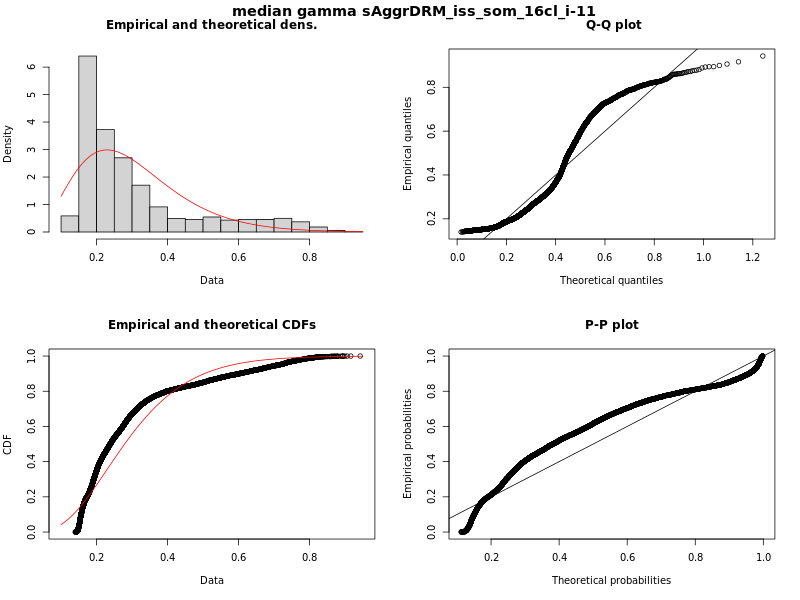 median gamma sAggrDRM_iss_som_16cl_i-11
Empirical and theoretical dens.
Density
0 1 2 3 4 5 6
0.2 0.4 0.6 0.8
Data
Q-Q plot
Empirical quantiles
0.2 0.4 0.6 0.8
0.0 0.2 0.4 0.6 0.8 1.0 1.2
Theoretical quantiles
Empirical and theoretical CDFs
CDF
0.0 0.2 0.4 0.6 0.8 1.0
0.2 0.4 0.6 0.8
Data
P-P plot
Empirical probabilities
0.0 0.2 0.4 0.6 0.8 1.0
0.2 0.4 0.6 0.8 1.0
Theoretical probabilities